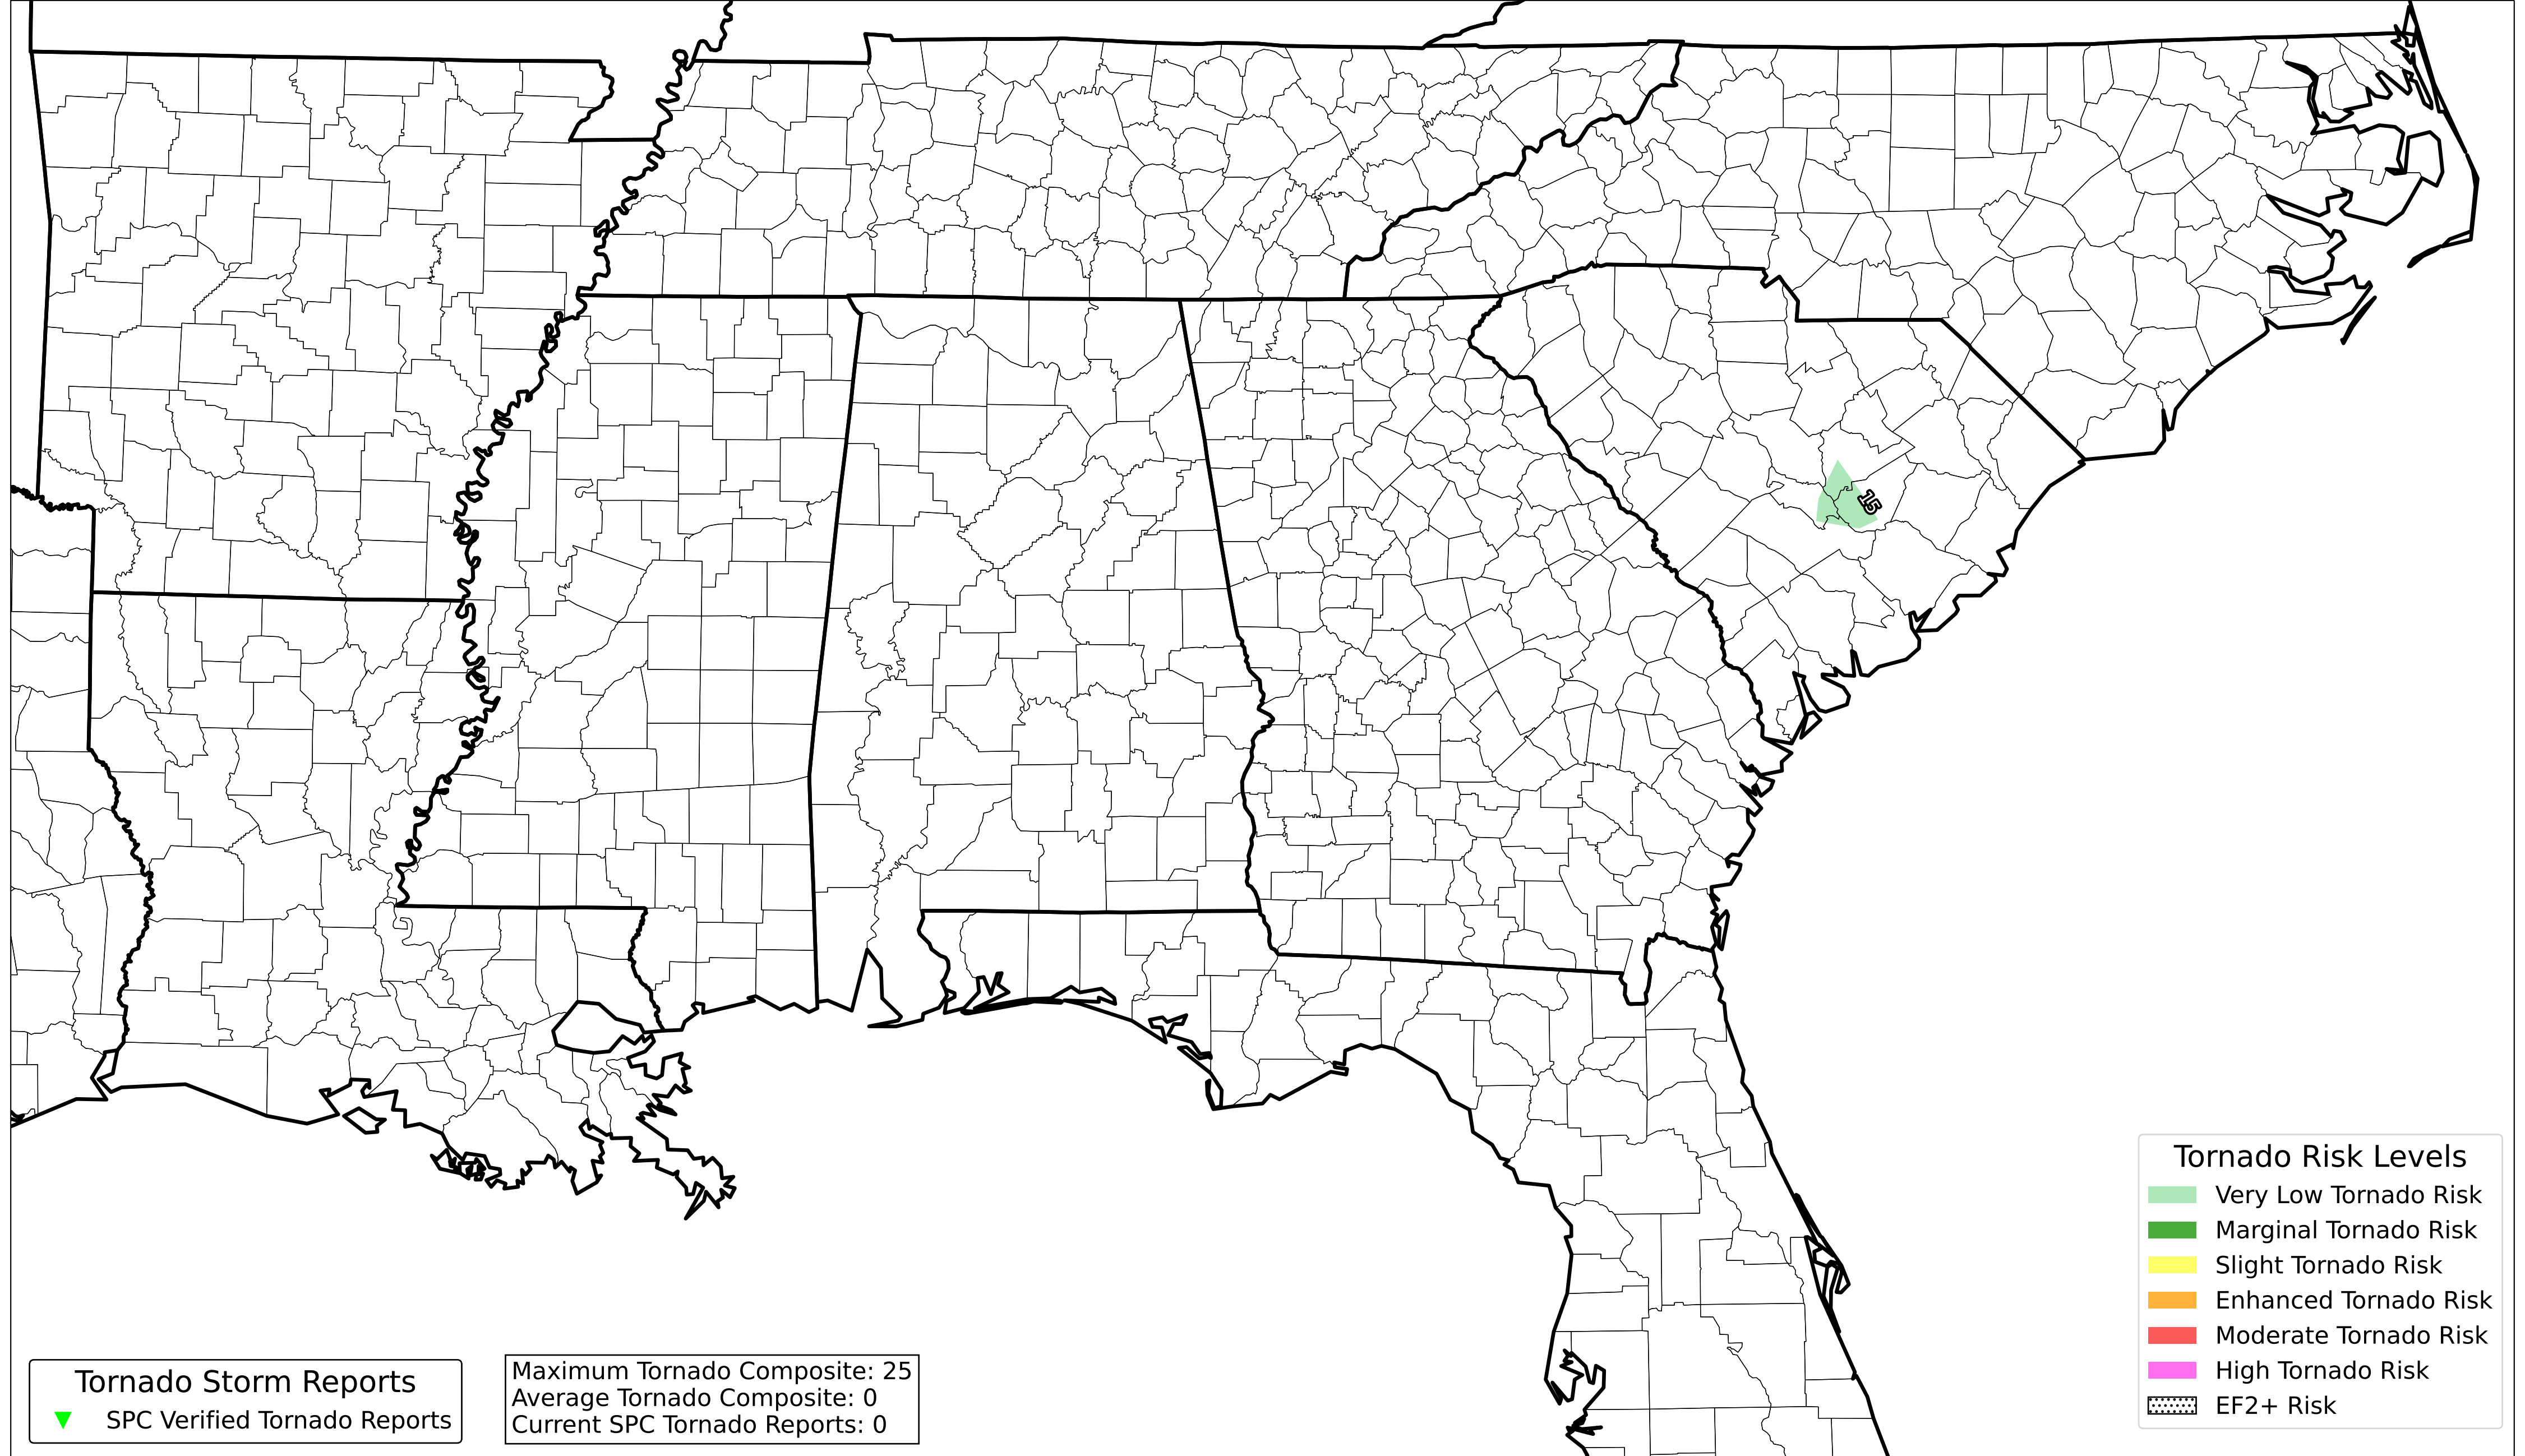 15
Tornado Risk Levels
Very Low Tornado Risk
Marginal Tornado Risk
Slight Tornado Risk
Enhanced Tornado Risk
Moderate Tornado Risk
High Tornado Risk
EF2+ Risk
Tornado Storm Reports
SPC Verified Tornado Reports
Maximum Tornado Composite: 25
Average Tornado Composite: 0
Current SPC Tornado Reports: 0